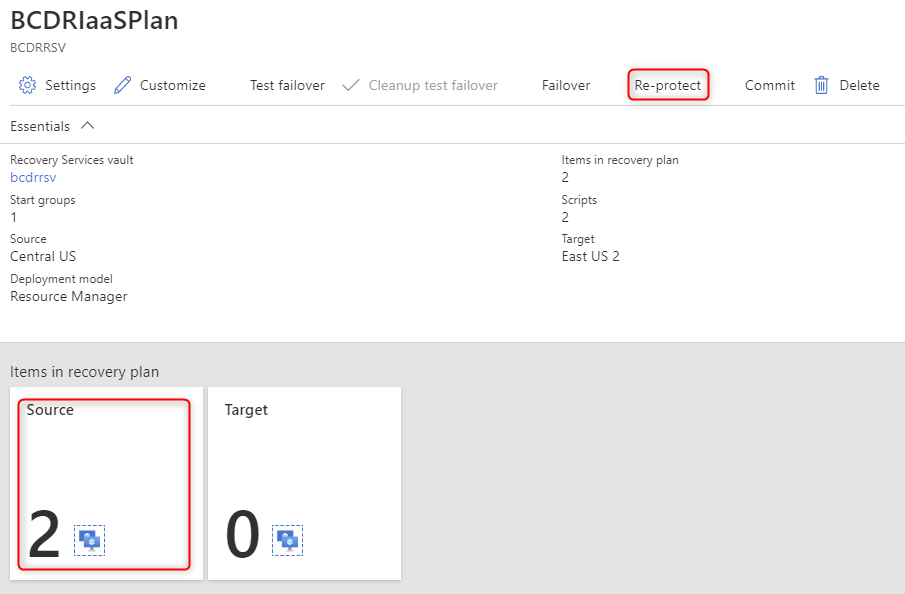 BCDRIaaSPlan
BCDRRSV
Settings Customize Test failover Cleanup test failover Failover Re-protect Commit Delete
Essentials
Recovery Services vault Items in recovery plan
bcdrrsv 2
Start groups Scripts
1 2
Source Target
Central US East US 2
Deployment model
Resource Manager
Items in recovery plan
Source Target
2 0